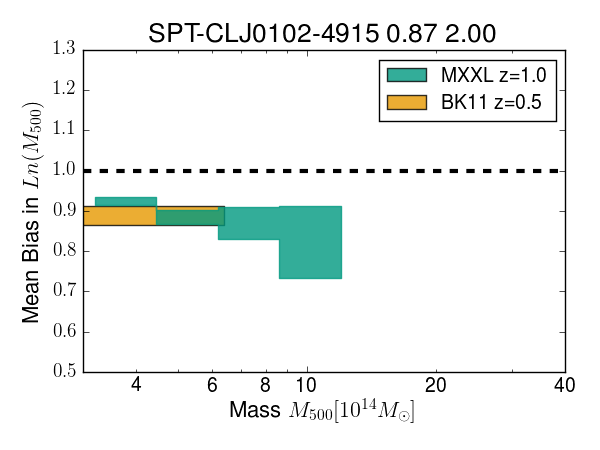 SPT-CLJ0102-4915 0.87 2.00
1.3
1.2
1.1
1.0
0.9
0.8
0.7
0.6
0.5
Mean Bias in Ln(M₅₀₀)
MXXL z=1.0
BK11 z=0.5
4 6 8 10 20 40
Mass M₅₀₀[10¹⁴M☉]